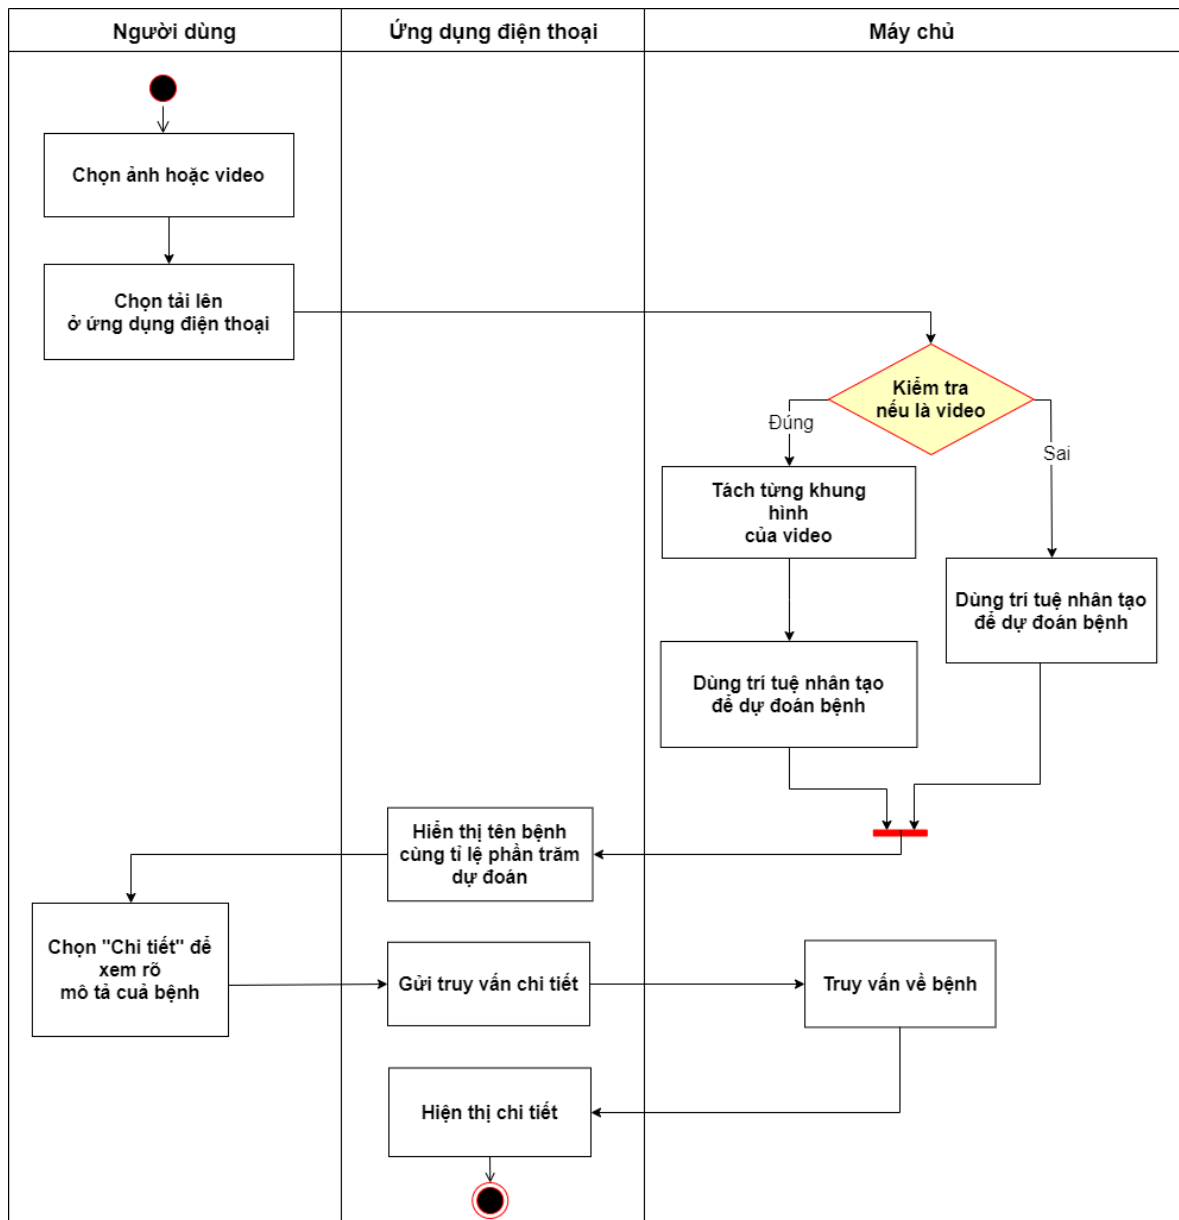 Người dùng
Ứng dụng điện thoại
Máy chủ
Chọn ảnh hoặc video
Chọn tải lên
ở ứng dụng điện thoại
Kiểm tra
nếu là video
Đúng
Sai
Tách từng khung
hình
của video
Dùng trí tuệ nhân tạo
để dự đoán bệnh
Dùng trí tuệ nhân tạo
để dự đoán bệnh
Hiển thị tên bệnh
cùng tỉ lệ phần trăm
dự đoán
Chọn "Chi tiết" để
xem rõ
mô tả cuả bệnh
Gửi truy vấn chi tiết
Truy vấn về bệnh
Hiện thị chi tiết